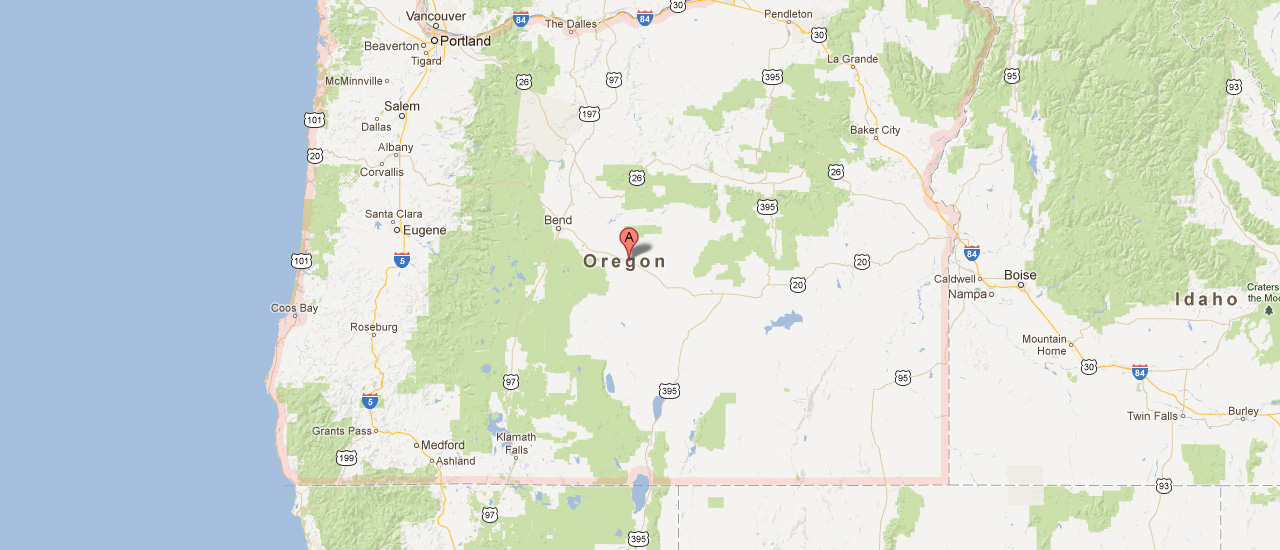 Vancouver
84
84
30
Pendleton
The Dalles
Portland
30
Beaverton
Tigard
La Grande
McMinnville
26
97
395
95
93
Salem
101
197
Dallas
Baker City
Albany
20
Corvallis
26
26
Santa Clara
395
Bend
Eugene
A
101
5
Oregon
20
84
Caldwell
Boise
20
Nampa
Craters of
the Moo
Idaho
Coos Bay
Roseburg
Mountain
Home
97
395
95
30
84
5
Twin Falls
Burley
Grants Pass
Medford
Klamath
Falls
199
Ashland
93
97
395